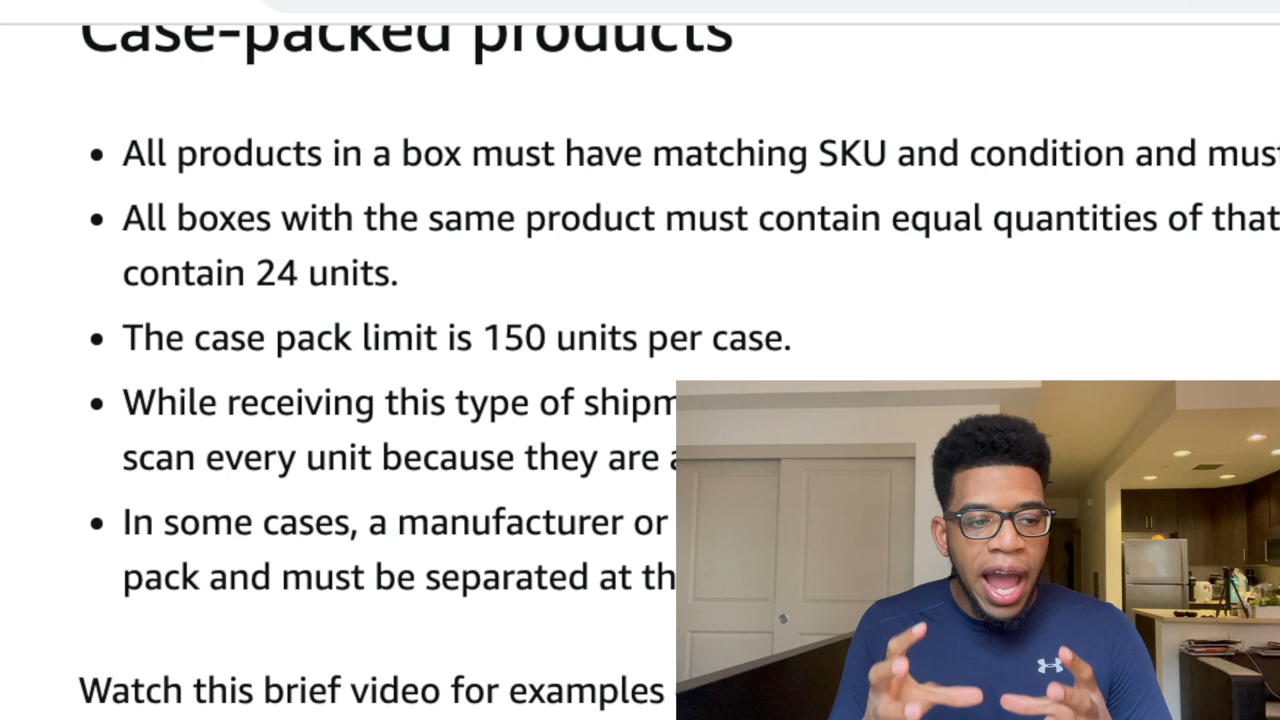 Case-packed products
All products in a box must have matching SKU and condition and must
All boxes with the same product must contain equal quantities of that
contain 24 units.
The case pack limit is 150 units per case.
While receiving this type of
scan every unit because they are
In some cases, a manufacturer or
pack and must be separated at
Watch this brief video for examples